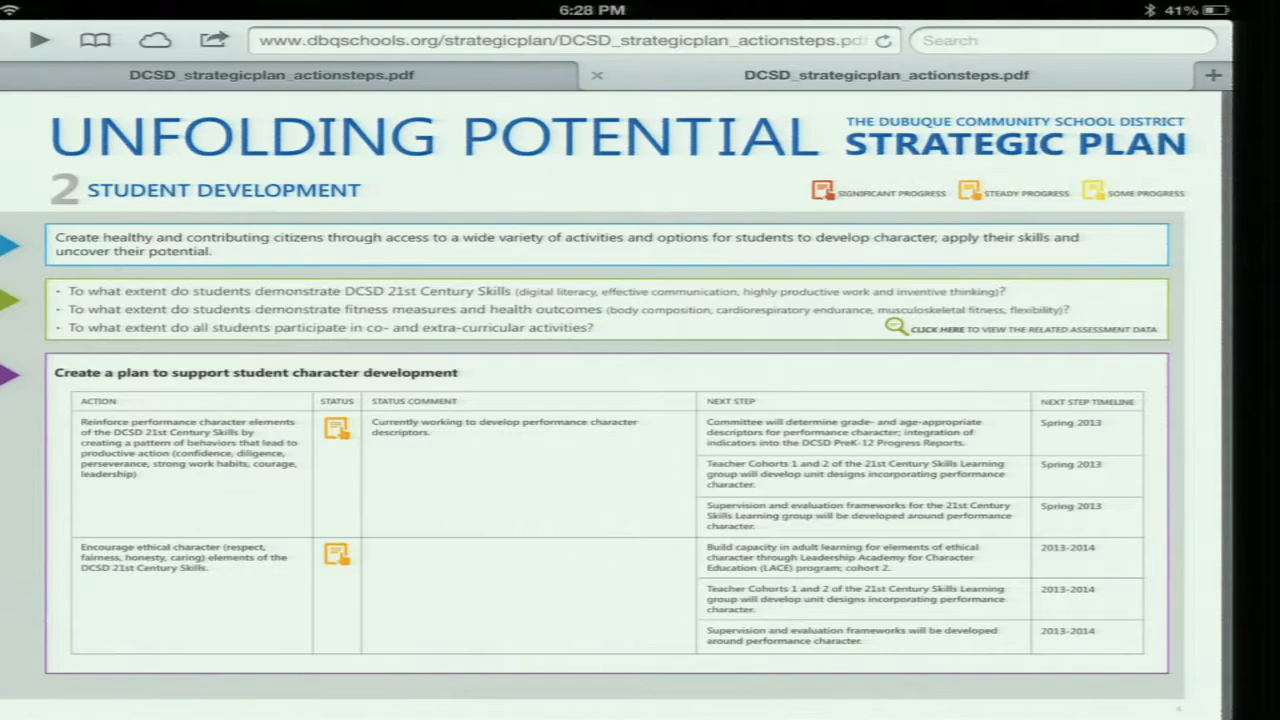 6:28 PM
41%
www.dbqschools.org/strategicplan/DCSD_strategicplan_actionsteps.pdf
Search
DCSD_strategicplan_actionsteps.pdf
DCSD_strategicplan_actionsteps.pdf
UNFOLDING POTENTIAL
THE DUBUQUE COMMUNITY SCHOOL DISTRICT
STRATEGIC PLAN
2 STUDENT DEVELOPMENT
SIGNIFICANT PROGRESS
STEADY PROGRESS
SOME PROGRESS
Create healthy and contributing citizens through access to a wide variety of activities and options for students to develop character, apply their skills and
uncover their potential.
· To what extent do students demonstrate DCSD 21st Century Skills (digital literacy, effective communication, highly productive work and inventive thinking)?
· To what extent do students demonstrate fitness measures and health outcomes (body composition, cardiorespiratory endurance, musculoskeletal fitness, flexibility)?
· To what extent do all students participate in co- and extra-curricular activities?
CLICK HERE TO VIEW THE RELATED ASSESSMENT DATA
Create a plan to support student character development
ACTION
STATUS
STATUS COMMENT
NEXT STEP
NEXT STEP TIMELINE
Reinforce performance character elements
of the DCSD 21st Century Skills by
creating a pattern of behaviors that lead to
productive action (confidence, diligence,
perseverance, strong work habits, courage,
leadership)
Currently working to develop performance character
descriptors.
Committee will determine grade- and age-appropriate
descriptors for performance character; integration of
indicators into the DCSD PreK-12 Progress Reports.
Spring 2013
Teacher Cohorts 1 and 2 of the 21st Century Skills Learning
group will develop unit designs incorporating performance
character.
Spring 2013
Supervision and evaluation frameworks for the 21st Century
Skills Learning group will be developed around performance
character.
Spring 2013
Encourage ethical character (respect,
fairness, honesty, caring) elements of the
DCSD 21st Century Skills.
Build capacity in adult learning for elements of ethical
character through Leadership Academy for Character
Education (LACE) program; cohort 2.
2013-2014
Teacher Cohorts 1 and 2 of the 21st Century Skills Learning
group will develop unit designs incorporating performance
character.
2013-2014
Supervision and evaluation frameworks will be developed
around performance character.
2013-2014